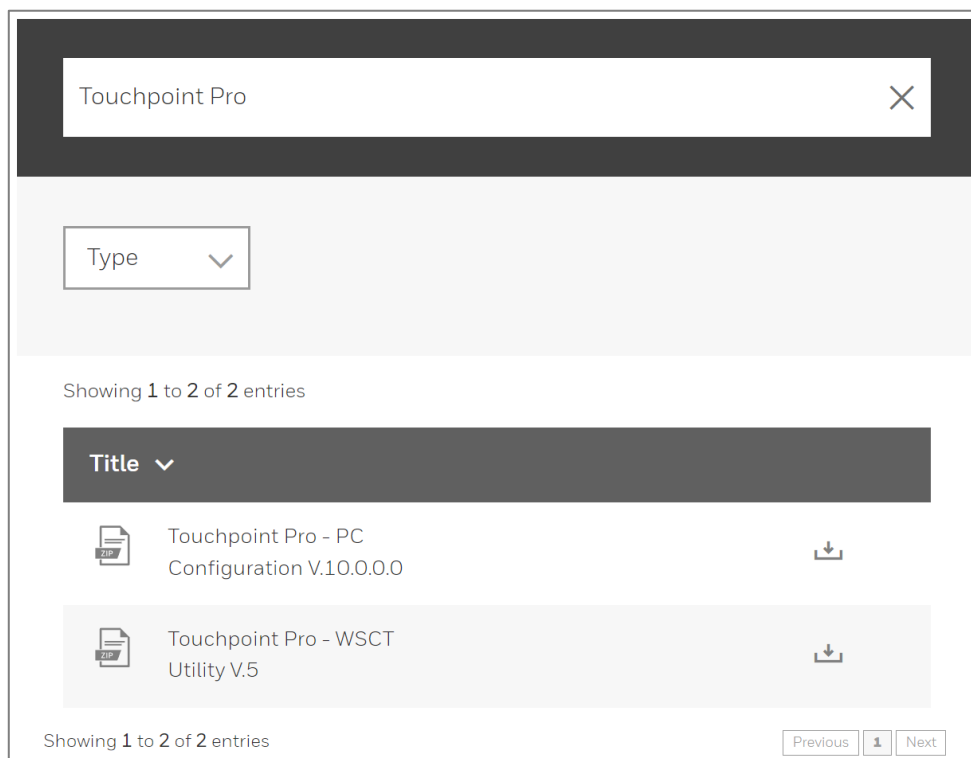 Touchpoint Pro
Type
Showing 1 to 2 of 2 entries
Title
ZIP
Touchpoint Pro - PC
Configuration V.10.0.0.0
ZIP
Touchpoint Pro - WSCT
Utility V.5
Showing 1 to 2 of 2 entries
Previous 1 Next